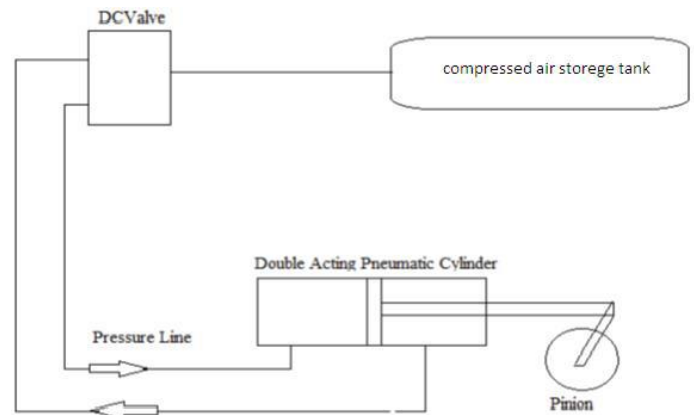 DCValve
compressed air storege tank
Double Acting Pneumatic Cylinder
Pressure Line
Pinion